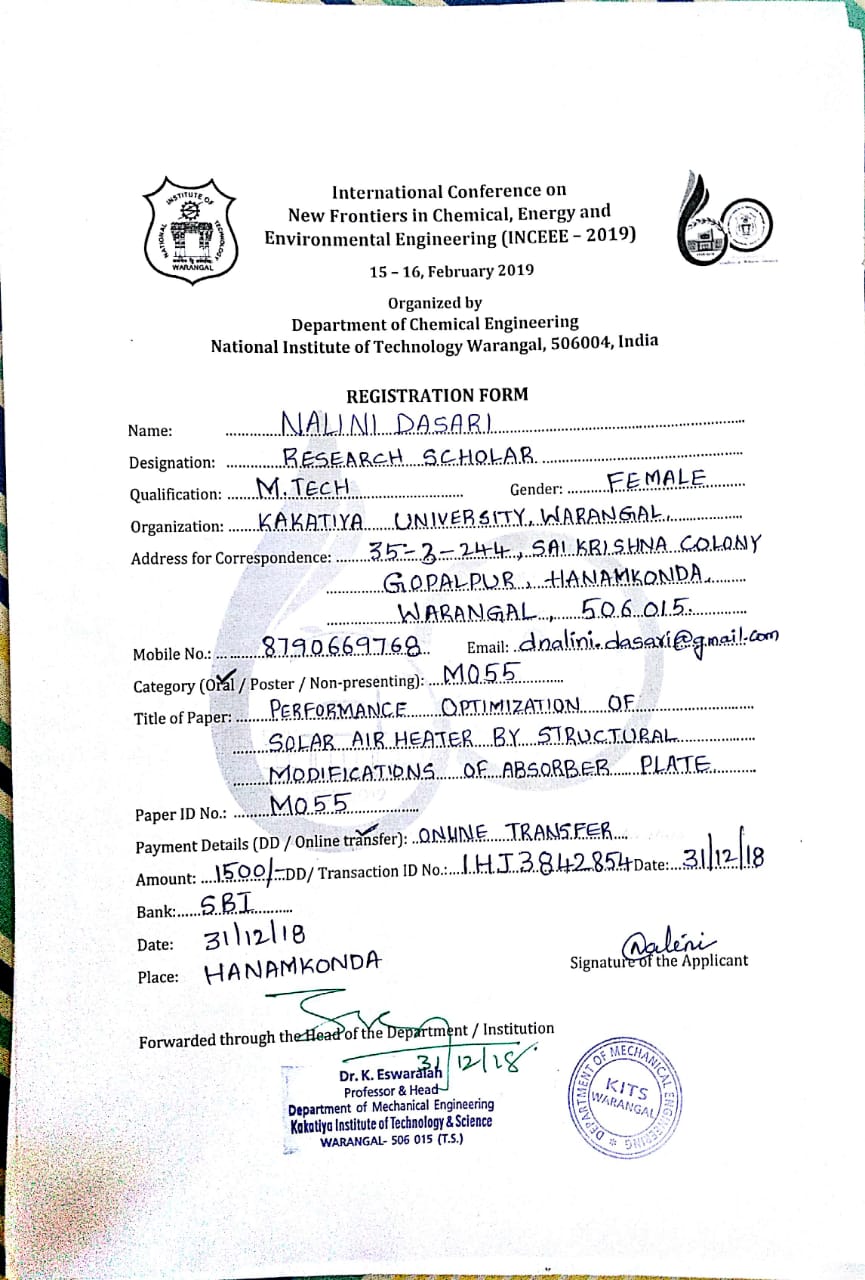 INSTITUTE OF
NATIONAL
TECHNOLOGY
WARANGAL
International Conference on
New Frontiers in Chemical, Energy and
Environmental Engineering (INCEEE – 2019)
15 – 16, February 2019
Organized by
Department of Chemical Engineering
National Institute of Technology Warangal, 506004, India
REGISTRATION FORM
Name: NALINI DASARI
Designation: RESEARCH SCHOLAR
Qualification: M.TECH Gender: FEMALE
Organization: KAKATIYA UNIVERSITY, WARANGAL,
Address for Correspondence: 35-3-244, SAI KRISHNA COLONY
GOPALPUR, HANAMKONDA,
WARANGAL, 506015.
Mobile No.: 8790669768 Email: dnalini.dasari@gmail.com
Category (Oral / Poster / Non-presenting): M055
Title of Paper: PERFORMANCE OPTIMIZATION OF
SOLAR AIR HEATER BY STRUCTURAL
MODIFICATIONS OF ABSORBER PLATE
Paper ID No.: M055
Payment Details (DD / Online transfer): ONLINE TRANSFER
Amount: 1500/- DD/ Transaction ID No.: IHJ3842854 Date: 31/12/18
Bank: SBI
Date: 31/12/18
Place: HANAMKONDA
Nalini
Signature of the Applicant
Forwarded through the Head of the Department / Institution
31/12/18
Dr. K. Eswaraiah
Professor & Head
Department of Mechanical Engineering
Kakatiya Institute of Technology & Science
WARANGAL- 506 015 (T.S.)
DEPARTMENT OF MECHANICAL ENGINEERING
KITS
WARANGAL